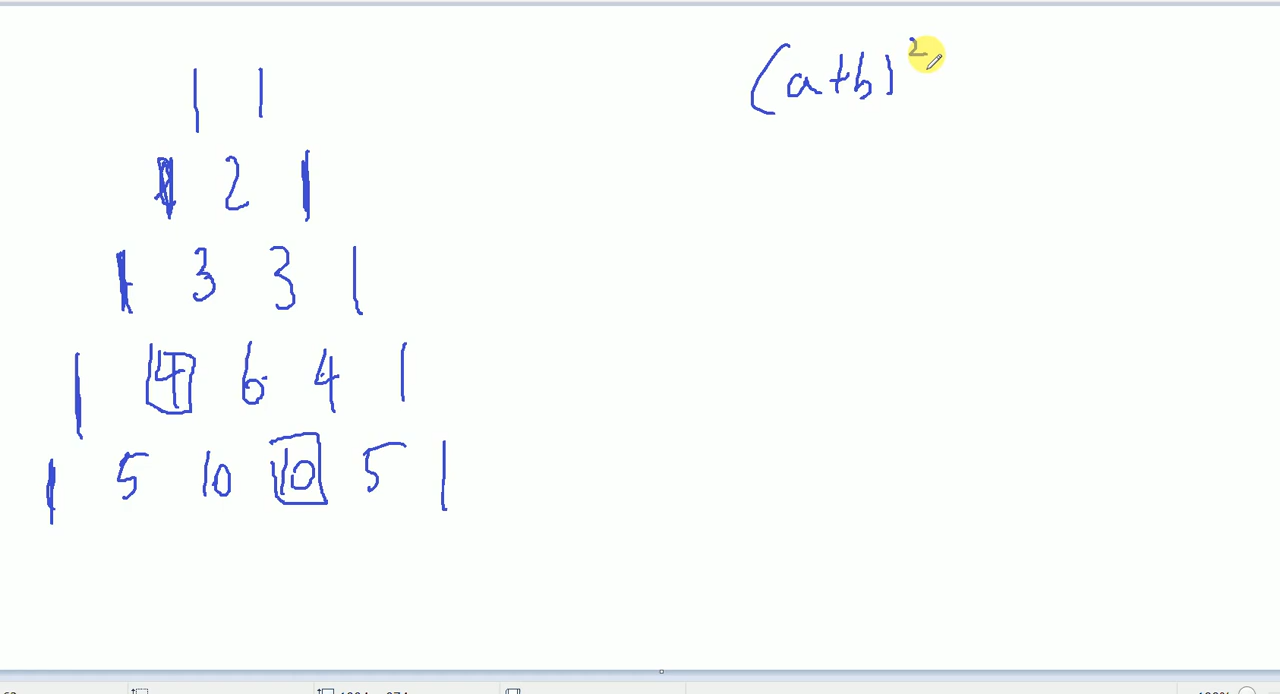 1 1
1 2 1
1 3 3 1
1 4 6 4 1
1 5 10 10 5 1
(a+b)²